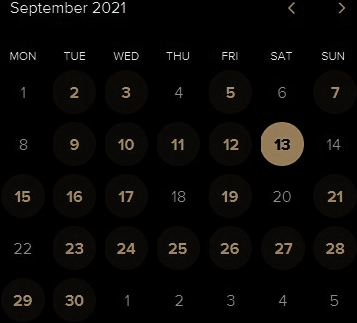 September 2021
MON TUE WED THU FRI SAT SUN
1 2 3 4 5 6 7
8 9 10 11 12 13 14
15 16 17 18 19 20 21
22 23 24 25 26 27 28
29 30 1 2 3 4 5